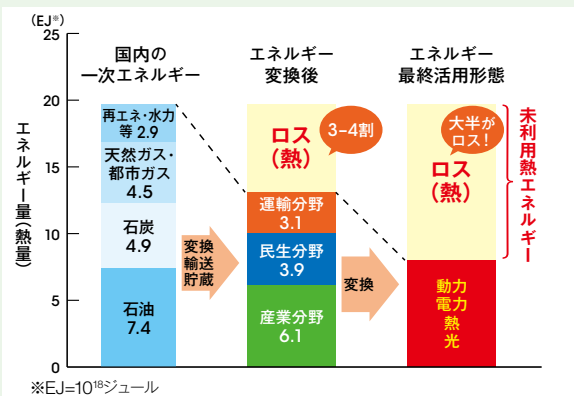 (EJ※)
25
20
15
10
5
0
エネルギー量（熱量）
国内の
一次エネルギー
再エネ・水力
等 2.9
天然ガス・
都市ガス
4.5
石炭
4.9
石油
7.4
変換
輸送
貯蔵
エネルギー
変換後
ロス
（熱）
3–4割
運輸分野
3.1
民生分野
3.9
産業分野
6.1
変換
エネルギー
最終活用形態
大半が
ロス！
ロス
（熱）
動力
電力
熱
光
未利用熱エネルギー
※EJ=10¹⁸ジュール